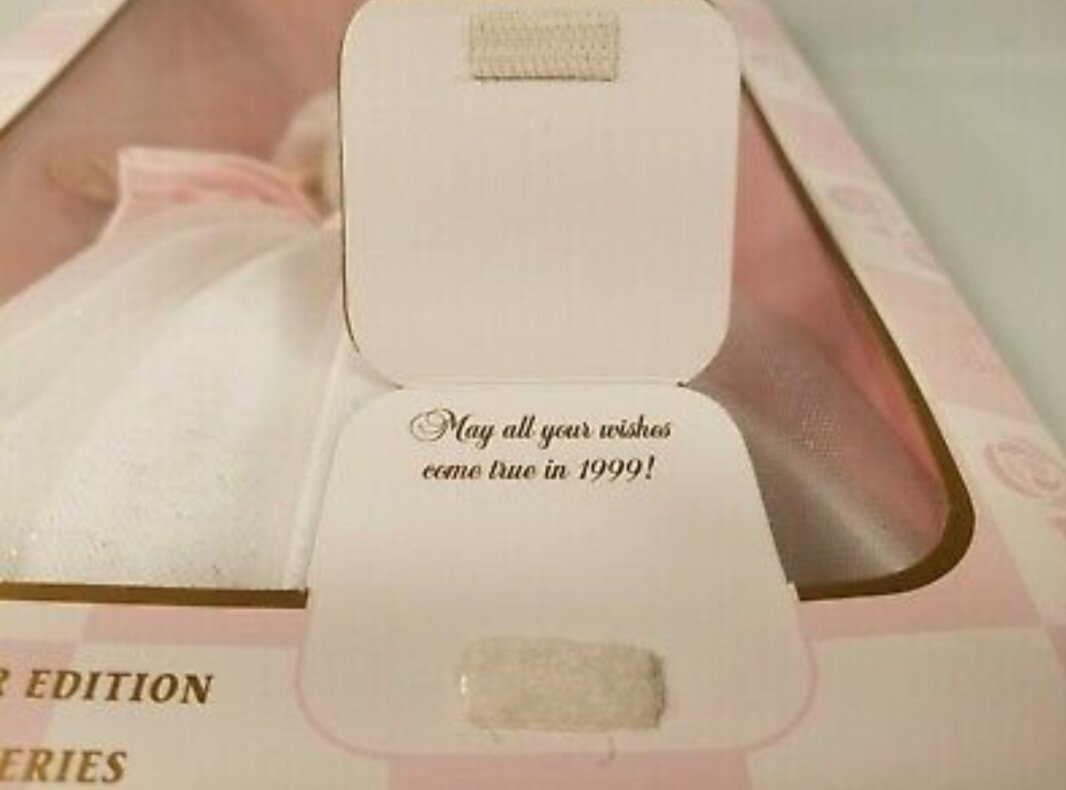 May all your wishes
come true in 1999!
R EDITION
ERIES